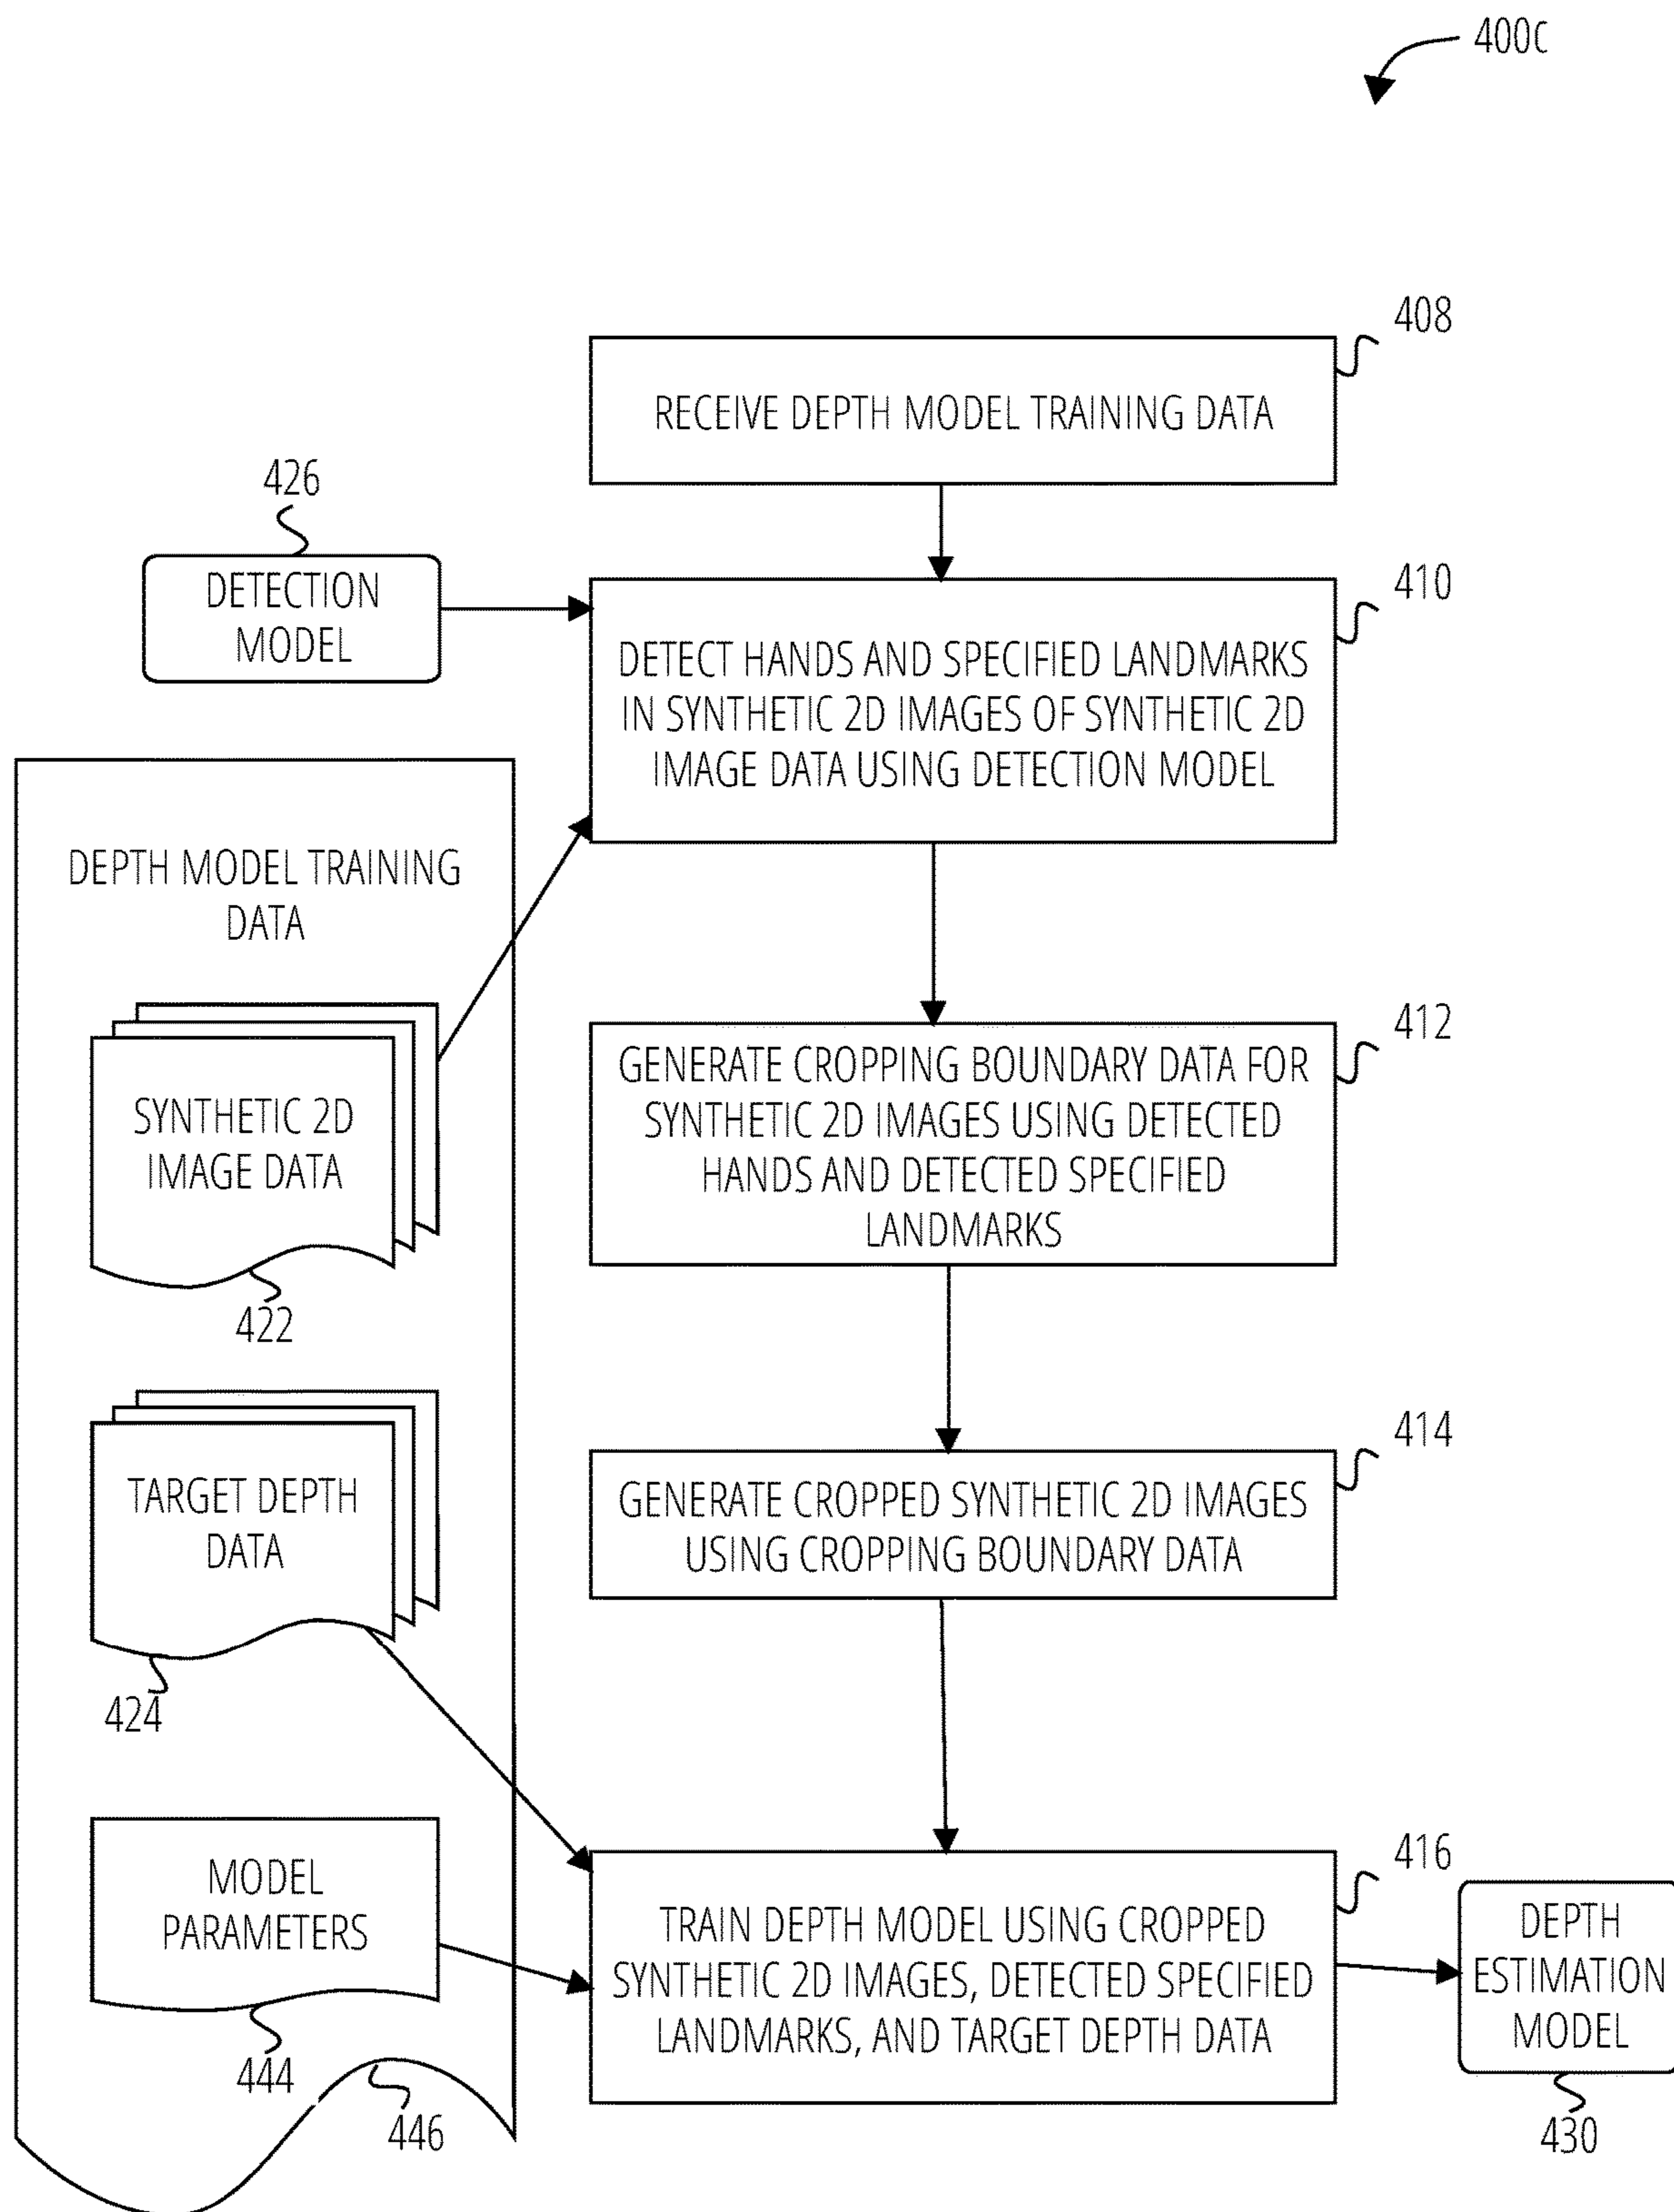 400C
408
RECEIVE DEPTH MODEL TRAINING DATA
426
DETECTION
MODEL
410
DETECT HANDS AND SPECIFIED LANDMARKS
IN SYNTHETIC 2D IMAGES OF SYNTHETIC 2D
IMAGE DATA USING DETECTION MODEL
DEPTH MODEL TRAINING
DATA
SYNTHETIC 2D
IMAGE DATA
422
412
GENERATE CROPPING BOUNDARY DATA FOR
SYNTHETIC 2D IMAGES USING DETECTED
HANDS AND DETECTED SPECIFIED
LANDMARKS
TARGET DEPTH
DATA
424
414
GENERATE CROPPED SYNTHETIC 2D IMAGES
USING CROPPING BOUNDARY DATA
MODEL
PARAMETERS
444
446
416
TRAIN DEPTH MODEL USING CROPPED
SYNTHETIC 2D IMAGES, DETECTED SPECIFIED
LANDMARKS, AND TARGET DEPTH DATA
DEPTH
ESTIMATION
MODEL
430